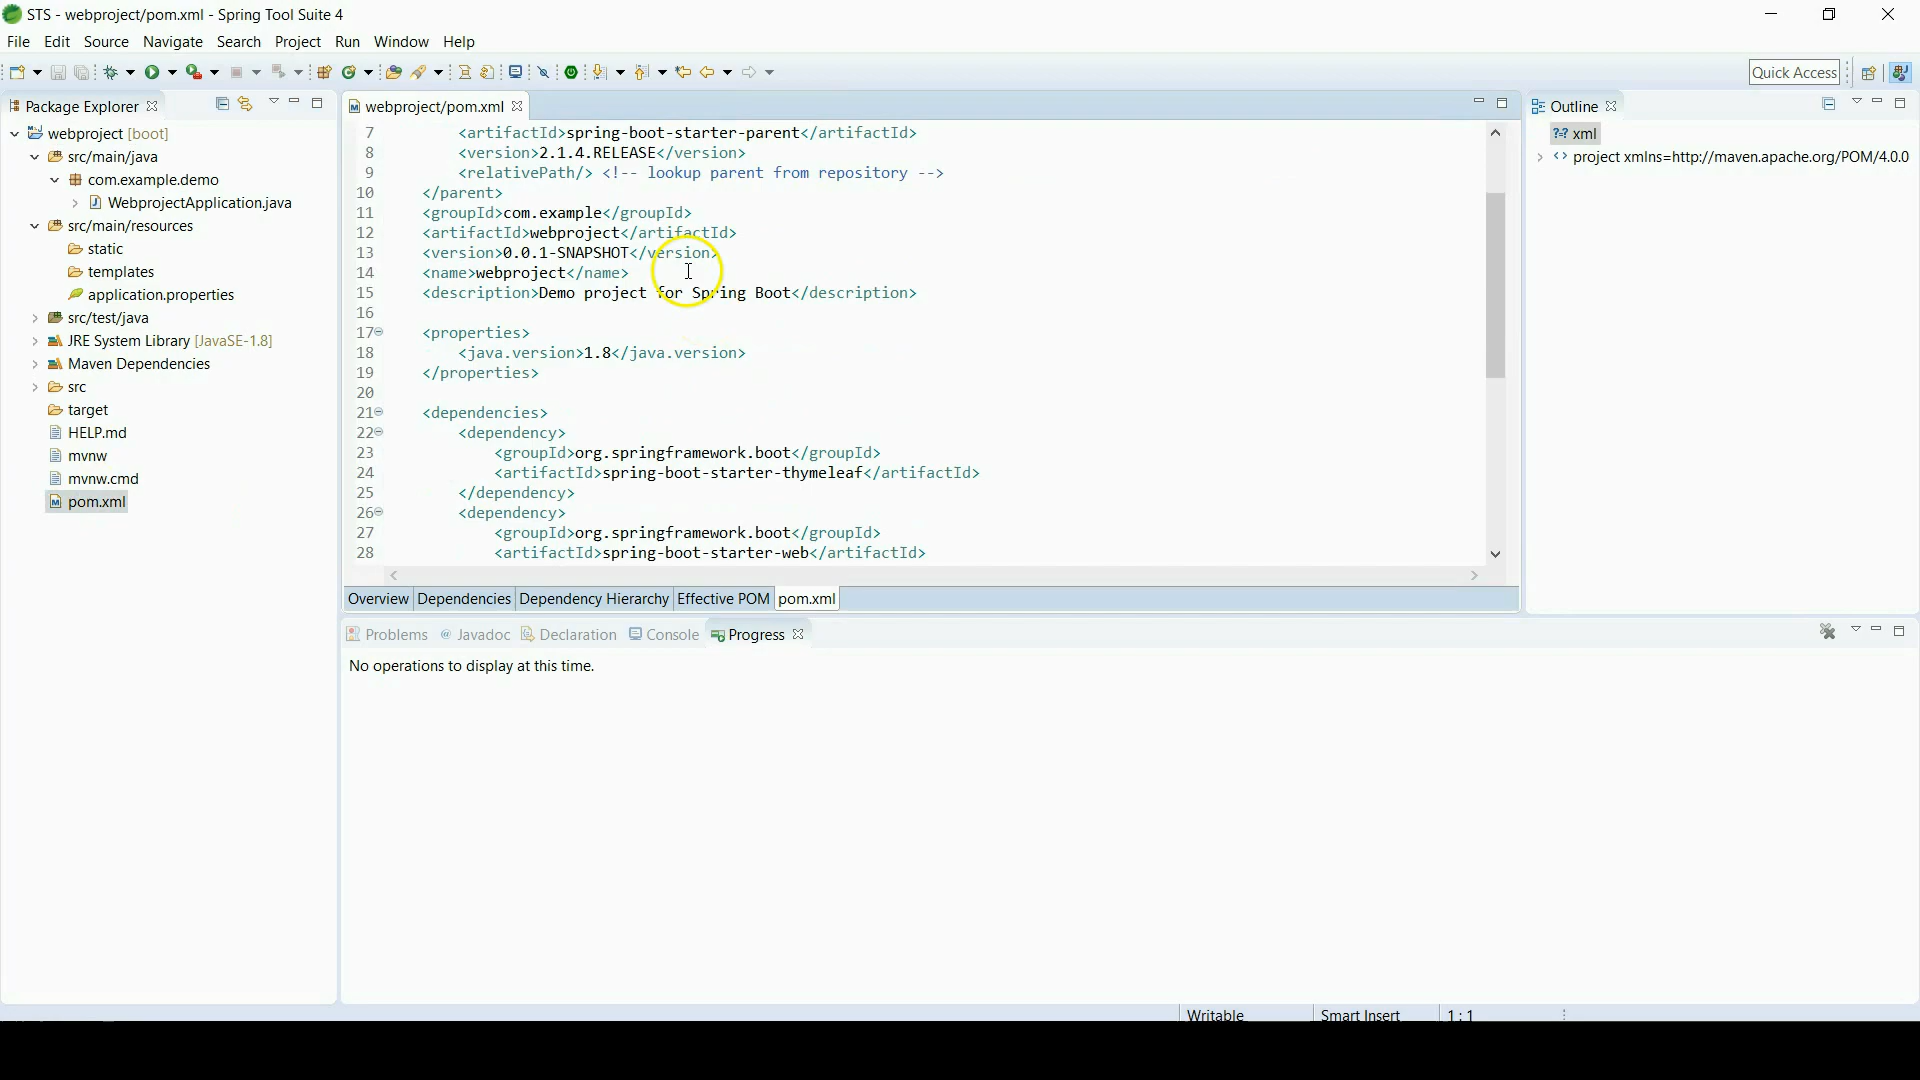 STS - webproject/pom.xml - Spring Tool Suite 4
File Edit Source Navigate Search Project Run Window Help
Quick Access
Package Explorer
webproject [boot]
src/main/java
com.example.demo
WebprojectApplication.java
src/main/resources
static
templates
application.properties
src/test/java
JRE System Library [JavaSE-1.8]
Maven Dependencies
src
target
HELP.md
mvnw
mvnw.cmd
pom.xml
webproject/pom.xml
7 <artifactId>spring-boot-starter-parent</artifactId>
8 <version>2.1.4.RELEASE</version>
9 <relativePath/> <!-- lookup parent from repository -->
10 </parent>
11 <groupId>com.example</groupId>
12 <artifactId>webproject</artifactId>
13 <version>0.0.1-SNAPSHOT</version>
14 <name>webproject</name>
15 <description>Demo project for Spring Boot</description>
16
17 <properties>
18 <java.version>1.8</java.version>
19 </properties>
20
21 <dependencies>
22 <dependency>
23 <groupId>org.springframework.boot</groupId>
24 <artifactId>spring-boot-starter-thymeleaf</artifactId>
25 </dependency>
26 <dependency>
27 <groupId>org.springframework.boot</groupId>
28 <artifactId>spring-boot-starter-web</artifactId>
Overview Dependencies Dependency Hierarchy Effective POM pom.xml
Outline
?=? xml
<> project xmlns=http://maven.apache.org/POM/4.0.0
Problems @ Javadoc Declaration Console Progress
No operations to display at this time.
Writable Smart Insert 1 : 1